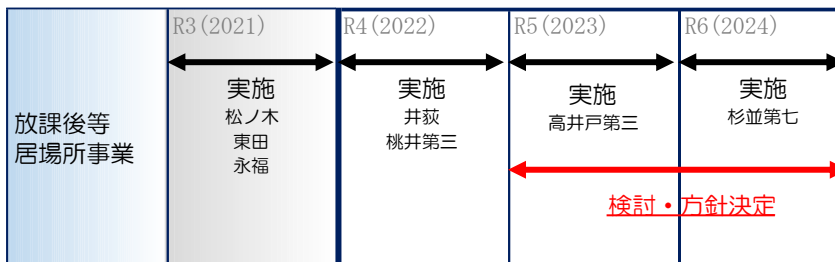 放課後等
居場所事業
R3(2021)
実施
松ノ木
東田
永福
R4(2022)
実施
井荻
桃井第三
R5(2023)
実施
高井戸第三
R6(2024)
実施
杉並第七
検討・方針決定